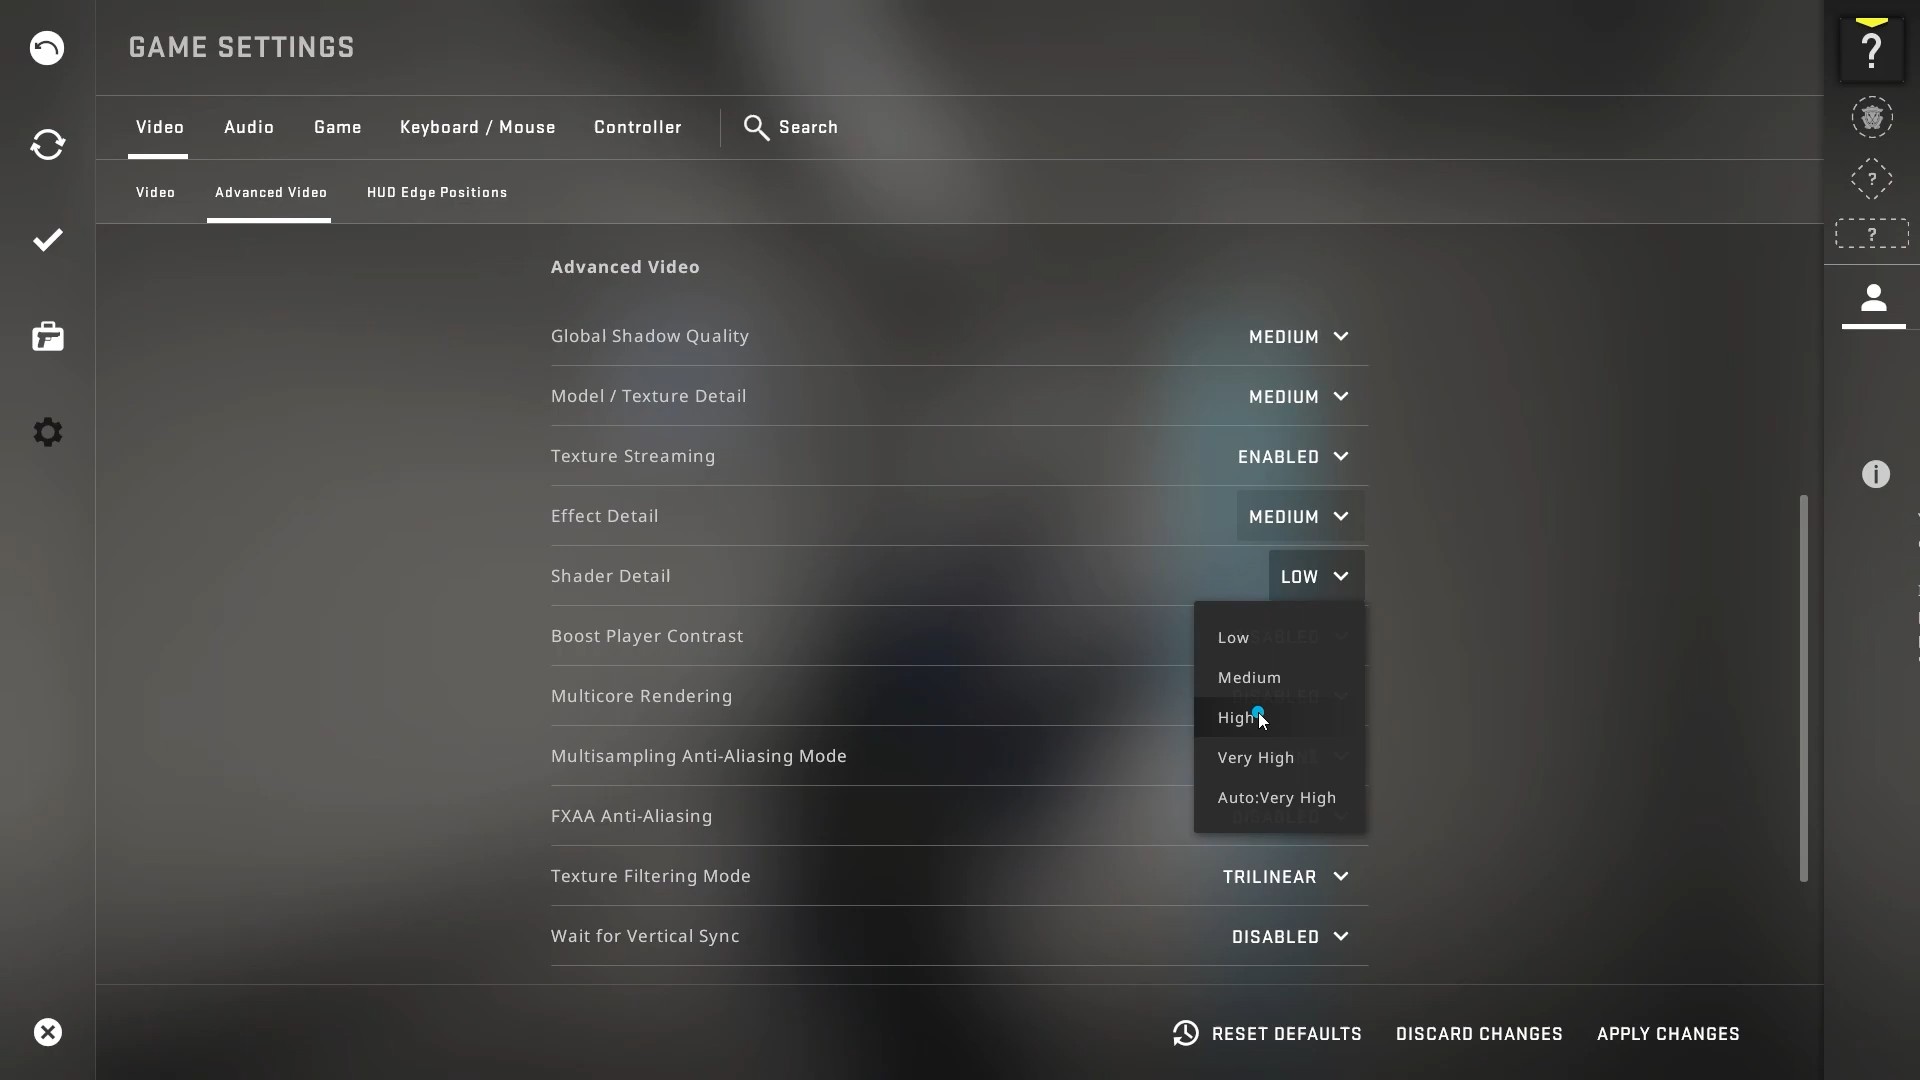 GAME SETTINGS
?
Video Audio Game Keyboard / Mouse Controller Search
Video Advanced Video HUD Edge Positions
?
?
Advanced Video
Global Shadow Quality MEDIUM
Model / Texture Detail MEDIUM
Texture Streaming ENABLED
Effect Detail MEDIUM
Shader Detail LOW
Boost Player Contrast
Low
Medium
Multicore Rendering
High
Multisampling Anti-Aliasing Mode
Very High
Auto:Very High
FXAA Anti-Aliasing
Texture Filtering Mode TRILINEAR
Wait for Vertical Sync DISABLED
RESET DEFAULTS DISCARD CHANGES APPLY CHANGES